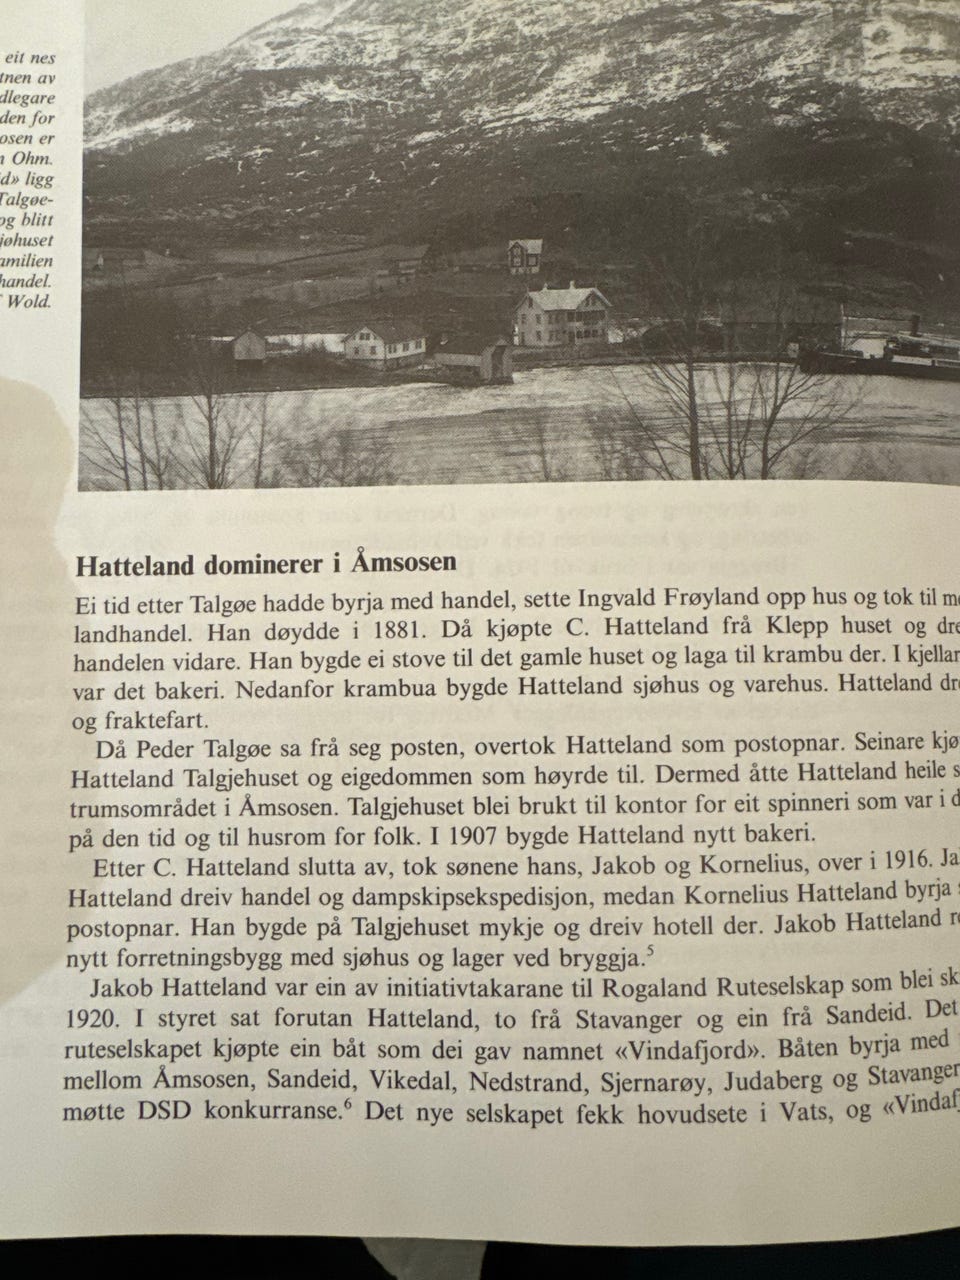 eit nes
av
den for
er
Ohm.
ligg
og blitt
handel.
Wold.
Hatteland dominerer i Åmsosen
Ei tid etter Talgøe hadde byrja med handel, sette Ingvald Frøyland opp hus og tok til
landhandel. Han døydde i 1881. Då kjøpte C. Hatteland frå Klepp huset og
handelen vidare. Han bygde ei stove til det gamle huset og laga til krambu der. I
var det bakeri. Nedanfor krambua bygde Hatteland sjøhus og varehus. Hatteland
og fraktefart.
Då Peder Talgøe sa frå seg posten, overtok Hatteland som postopnar. Seinare
Hatteland Talgjehuset og eigedommen som høyrde til. Dermed åtte Hatteland heile
trumsområdet i Åmsosen. Talgjehuset blei brukt til kontor for eit spinneri som var i
på den tid og til husrom for folk. I 1907 bygde Hatteland nytt bakeri.
Etter C. Hatteland slutta av, tok sønene hans, Jakob og Kornelius, over i 1916.
Hatteland dreiv handel og dampskipsekspedisjon, medan Kornelius Hatteland byrja
postopnar. Han bygde på Talgjehuset mykje og dreiv hotell der. Jakob Hatteland
nytt forretningsbygg med sjøhus og lager ved bryggja.⁵
Jakob Hatteland var ein av initiativtakarane til Rogaland Ruteselskap som blei
1920. I styret sat forutan Hatteland, to frå Stavanger og ein frå Sandeid. Det
ruteselskapet kjøpte ein båt som dei gav namnet «Vindafjord». Båten byrja med
mellom Åmsosen, Sandeid, Vikedal, Nedstrand, Sjernarøy, Judaberg og Stavanger
møtte DSD konkurranse.⁶ Det nye selskapet fekk hovudsete i Vats, og